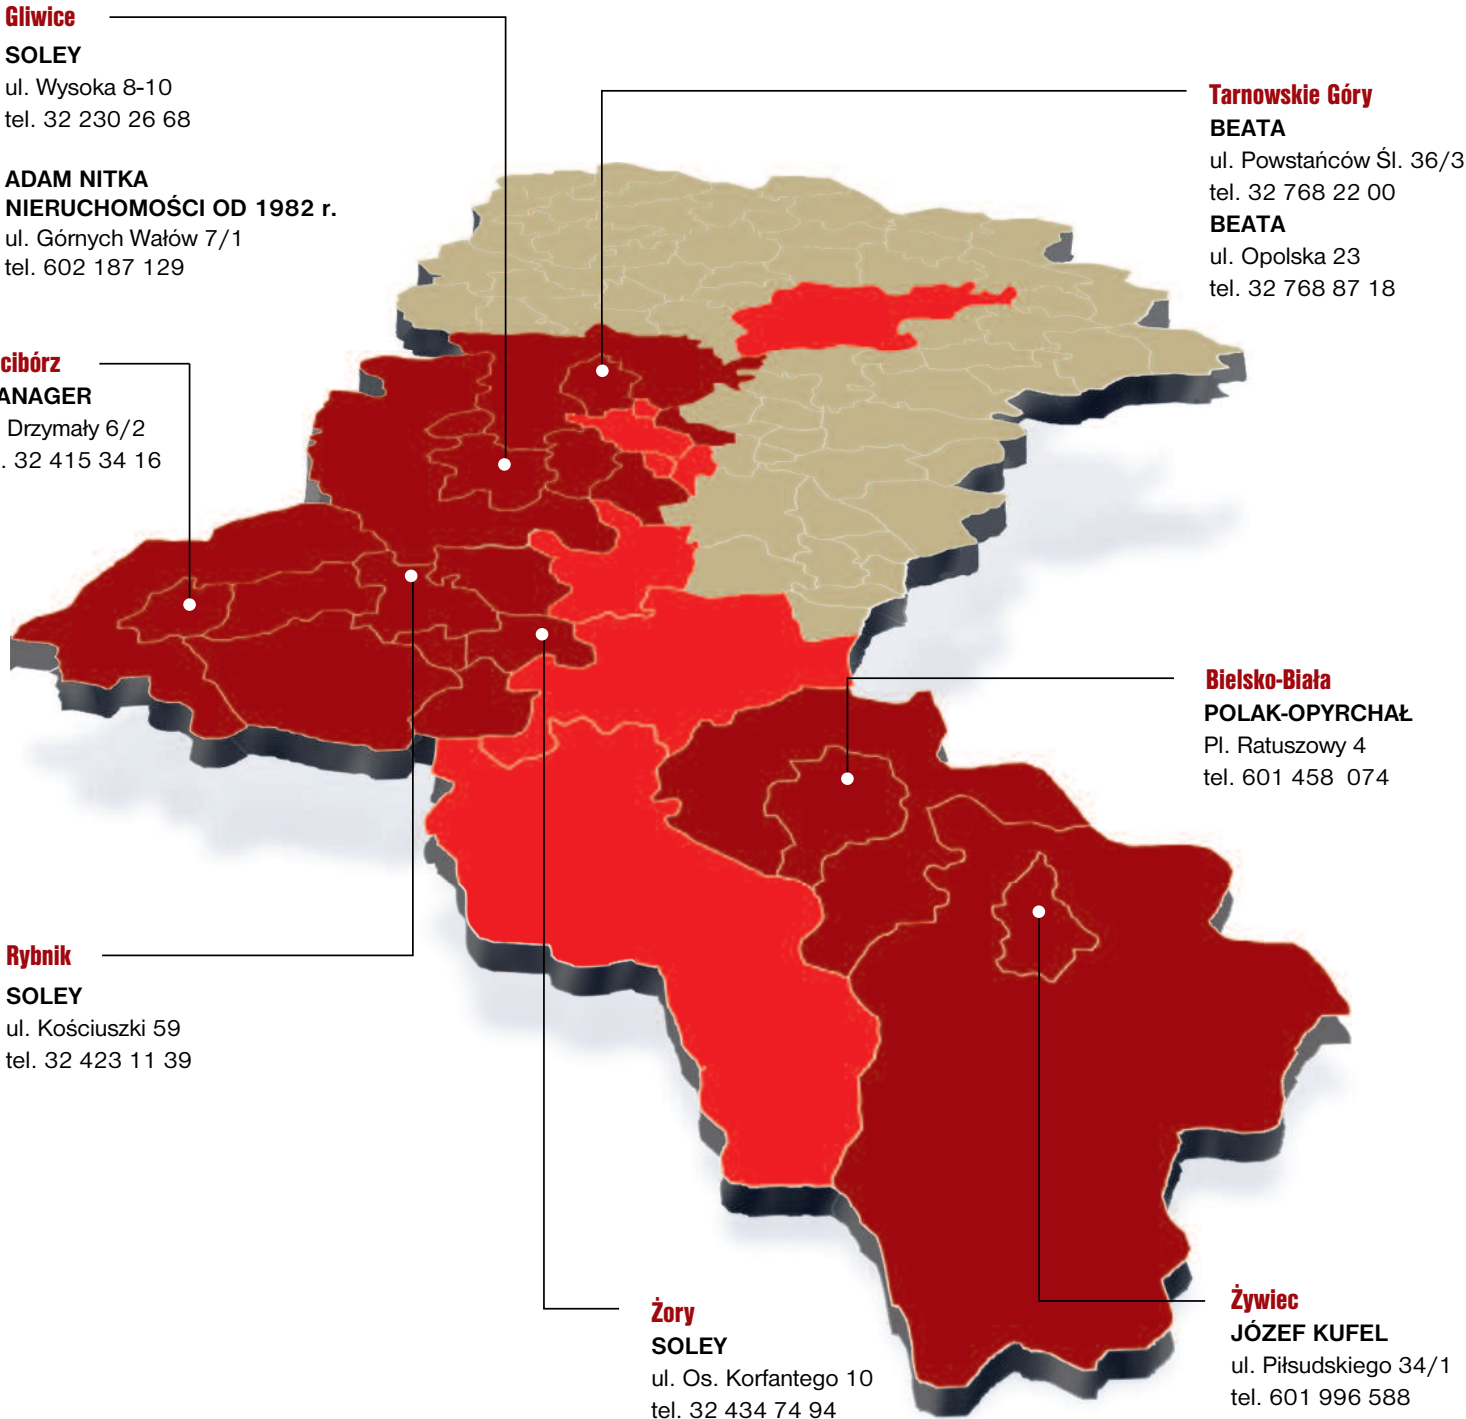 Gliwice
SOLEY
ul. Wysoka 8-10
tel. 32 230 26 68
ADAM NITKA
NIERUCHOMOŚCI OD 1982 r.
ul. Górnych Wałów 7/1
tel. 602 187 129
Tarnowskie Góry
BEATA
ul. Powstańców Śl. 36/3
tel. 32 768 22 00
BEATA
ul. Opolska 23
tel. 32 768 87 18
cibórz
ANAGER
Drzymały 6/2
. 32 415 34 16
Bielsko-Biała
POLAK-OPYRCHAŁ
Pl. Ratuszowy 4
tel. 601 458 074
Rybnik
SOLEY
ul. Kościuszki 59
tel. 32 423 11 39
Żory
SOLEY
ul. Os. Korfantego 10
tel. 32 434 74 94
Żywiec
JÓZEF KUFEL
ul. Piłsudskiego 34/1
tel. 601 996 588